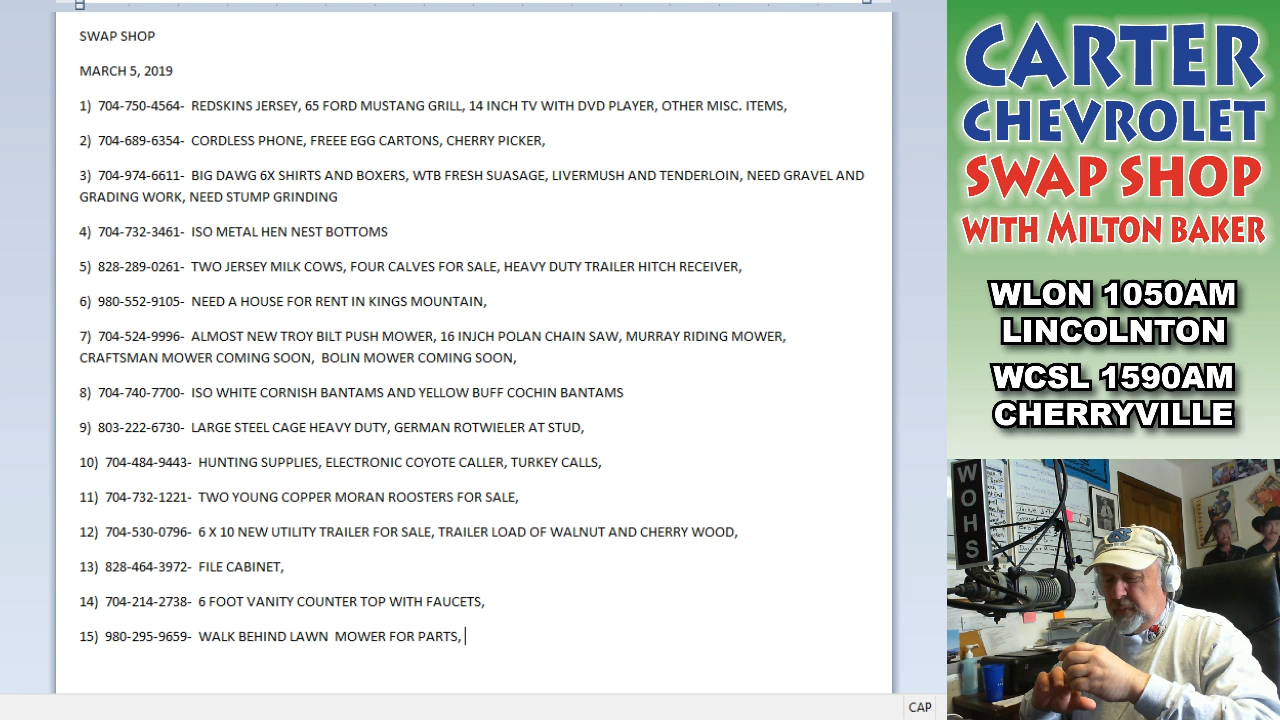 SWAP SHOP
MARCH 5, 2019
1) 704-750-4564- REDSKINS JERSEY, 65 FORD MUSTANG GRILL, 14 INCH TV WITH DVD PLAYER, OTHER MISC. ITEMS,
2) 704-689-6354- CORDLESS PHONE, FREEE EGG CARTONS, CHERRY PICKER,
3) 704-974-6611- BIG DAWG 6X SHIRTS AND BOXERS, WTB FRESH SUASAGE, LIVERMUSH AND TENDERLOIN, NEED GRAVEL AND
GRADING WORK, NEED STUMP GRINDING
4) 704-732-3461- ISO METAL HEN NEST BOTTOMS
5) 828-289-0261- TWO JERSEY MILK COWS, FOUR CALVES FOR SALE, HEAVY DUTY TRAILER HITCH RECEIVER,
6) 980-552-9105- NEED A HOUSE FOR RENT IN KINGS MOUNTAIN,
7) 704-524-9996- ALMOST NEW TROY BILT PUSH MOWER, 16 INJCH POLAN CHAIN SAW, MURRAY RIDING MOWER,
CRAFTSMAN MOWER COMING SOON, BOLIN MOWER COMING SOON,
8) 704-740-7700- ISO WHITE CORNISH BANTAMS AND YELLOW BUFF COCHIN BANTAMS
9) 803-222-6730- LARGE STEEL CAGE HEAVY DUTY, GERMAN ROTWIELER AT STUD,
10) 704-484-9443- HUNTING SUPPLIES, ELECTRONIC COYOTE CALLER, TURKEY CALLS,
11) 704-732-1221- TWO YOUNG COPPER MORAN ROOSTERS FOR SALE,
12) 704-530-0796- 6 X 10 NEW UTILITY TRAILER FOR SALE, TRAILER LOAD OF WALNUT AND CHERRY WOOD,
13) 828-464-3972- FILE CABINET,
14) 704-214-2738- 6 FOOT VANITY COUNTER TOP WITH FAUCETS,
15) 980-295-9659- WALK BEHIND LAWN MOWER FOR PARTS,
CAP
CARTER
CHEVROLET
SWAP SHOP
WITH MILTON BAKER
WLON 1050AM
LINCOLNTON
WCSL 1590AM
CHERRYVILLE
WOHS